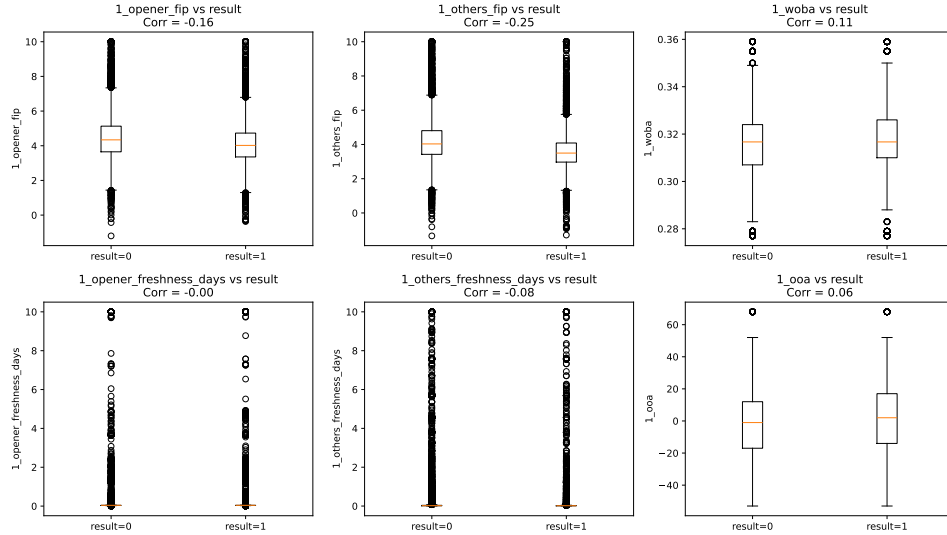 1_opener_fip vs result
Corr = -0.16
1_opener_fip
10
8
6
4
2
0
result=0
result=1
1_others_fip vs result
Corr = -0.25
1_others_fip
10
8
6
4
2
0
result=0
result=1
1_woba vs result
Corr = 0.11
1_woba
0.36
0.34
0.32
0.30
0.28
result=0
result=1
1_opener_freshness_days vs result
Corr = -0.00
1_opener_freshness_days
10
8
6
4
2
0
result=0
result=1
1_others_freshness_days vs result
Corr = -0.08
1_others_freshness_days
10
8
6
4
2
0
result=0
result=1
1_ooa vs result
Corr = 0.06
1_ooa
60
40
20
0
−20
−40
result=0
result=1